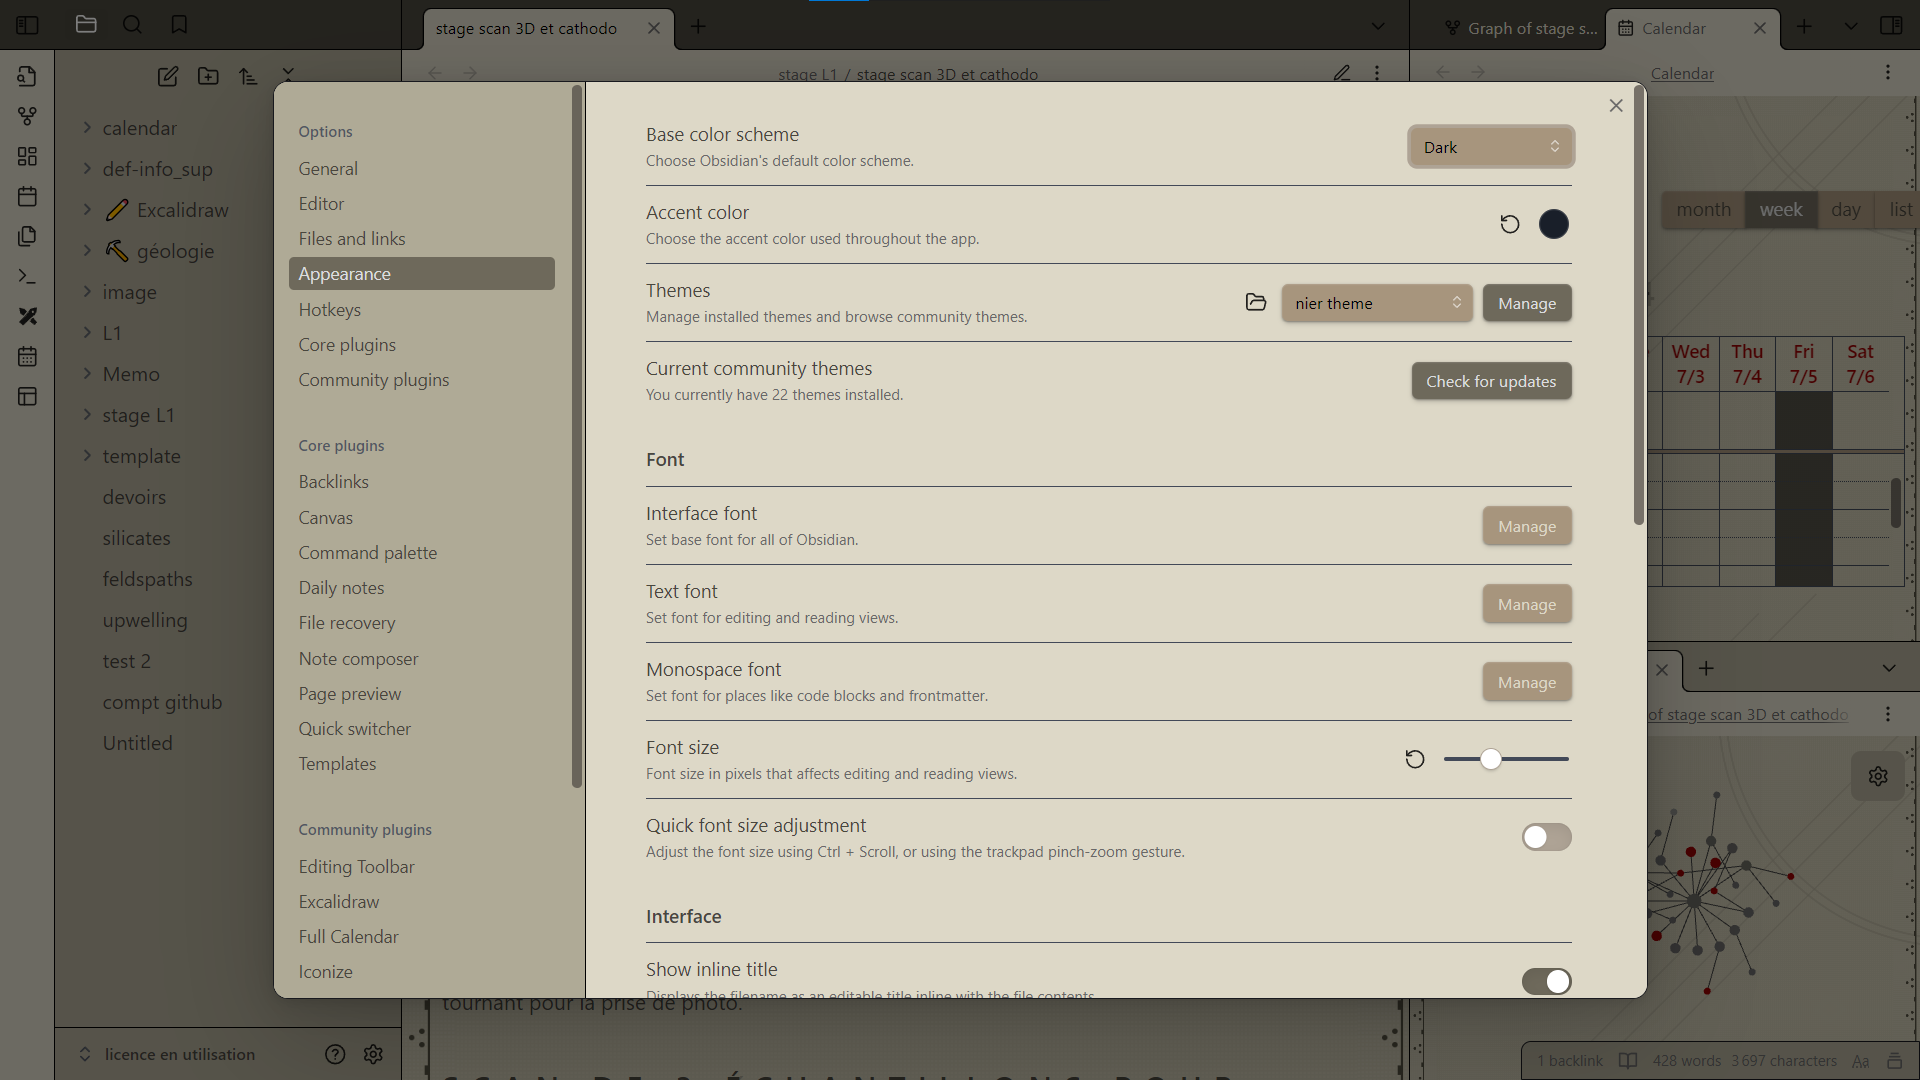 stage scan 3D et cathodo
Graph of stage s...
Calendar
stage L1 / stage scan 3D et cathodo
Calendar
calendar
def-info_sup
Excalidraw
géologie
image
L1
Memo
stage L1
template
devoirs
silicates
feldspaths
upwelling
test 2
compt github
Untitled
licence en utilisation
Options
General
Editor
Files and links
Appearance
Hotkeys
Core plugins
Community plugins
Core plugins
Backlinks
Canvas
Command palette
Daily notes
File recovery
Note composer
Page preview
Quick switcher
Templates
Community plugins
Editing Toolbar
Excalidraw
Full Calendar
Iconize
Base color scheme
Choose Obsidian's default color scheme.
Dark
Accent color
Choose the accent color used throughout the app.
Themes
Manage installed themes and browse community themes.
nier theme
Manage
Current community themes
You currently have 22 themes installed.
Check for updates
Font
Interface font
Set base font for all of Obsidian.
Manage
Text font
Set font for editing and reading views.
Manage
Monospace font
Set font for places like code blocks and frontmatter.
Manage
Font size
Font size in pixels that affects editing and reading views.
Quick font size adjustment
Adjust the font size using Ctrl + Scroll, or using the trackpad pinch-zoom gesture.
Interface
Show inline title
Displays the filename as an editable title inline with the file contents.
tournant pour la prise de photo.
month week day list
Wed Thu Fri Sat
7/3 7/4 7/5 7/6
of stage scan 3D et cathodo
1 backlink 428 words 3 697 characters Aa